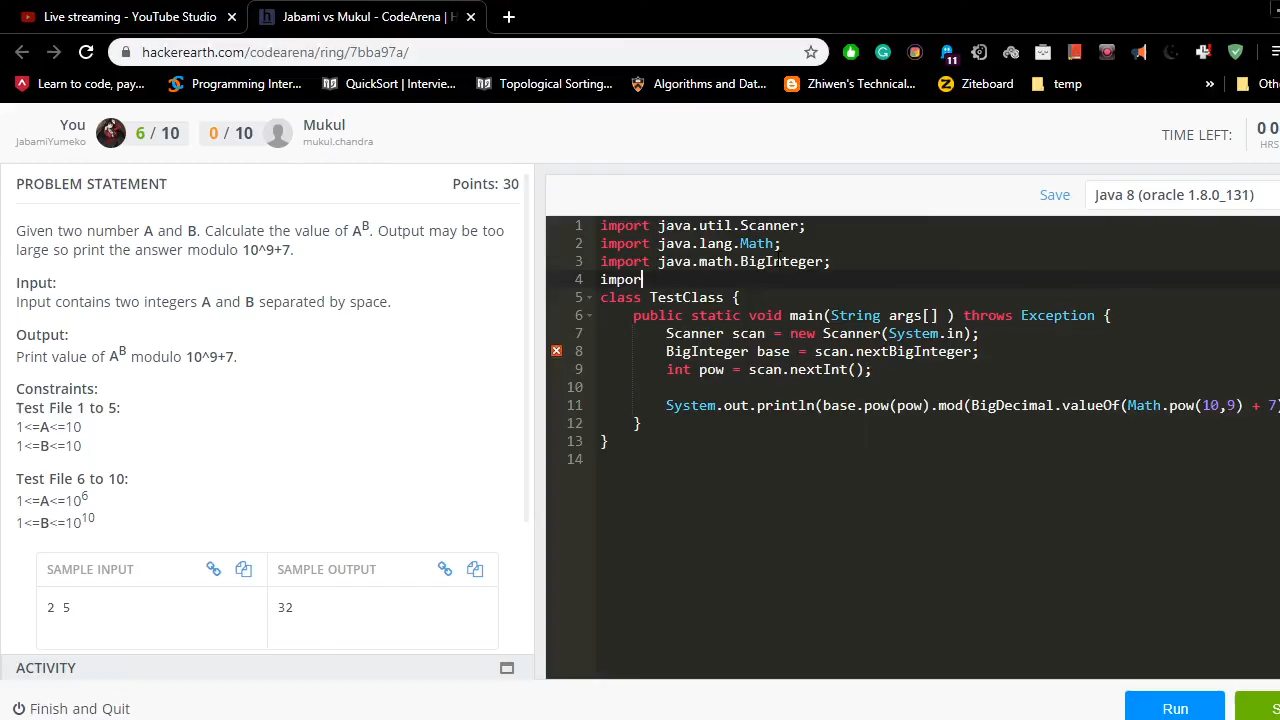 Live streaming - YouTube Studio
Jabami vs Mukul - CodeArena | H
hackerearth.com/codearena/ring/7bba97a/
11
Learn to code, pay...
Programming Inter...
QuickSort | Intervie...
Topological Sorting...
Algorithms and Dat...
Zhiwen's Technical...
Ziteboard
temp
»
Oth
You
JabamiYumeko
6 / 10
0 / 10
Mukul
mukul.chandra
TIME LEFT:
0 0
HRS
PROBLEM STATEMENT
Points: 30
Given two number A and B. Calculate the value of A^B. Output may be too
large so print the answer modulo 10^9+7.
Input:
Input contains two integers A and B separated by space.
Output:
Print value of A^B modulo 10^9+7.
Constraints:
Test File 1 to 5:
1<=A<=10
1<=B<=10
Test File 6 to 10:
1<=A<=10^6
1<=B<=10^10
SAMPLE INPUT
SAMPLE OUTPUT
2 5
32
ACTIVITY
Finish and Quit
Save
Java 8 (oracle 1.8.0_131)
1 import java.util.Scanner;
2 import java.lang.Math;
3 import java.math.BigInteger;
4 impor
5 class TestClass {
6 public static void main(String args[] ) throws Exception {
7 Scanner scan = new Scanner(System.in);
8 BigInteger base = scan.nextBigInteger;
9 int pow = scan.nextInt();
10
11 System.out.println(base.pow(pow).mod(BigDecimal.valueOf(Math.pow(10,9) + 7)
12 }
13 }
14
Run
S